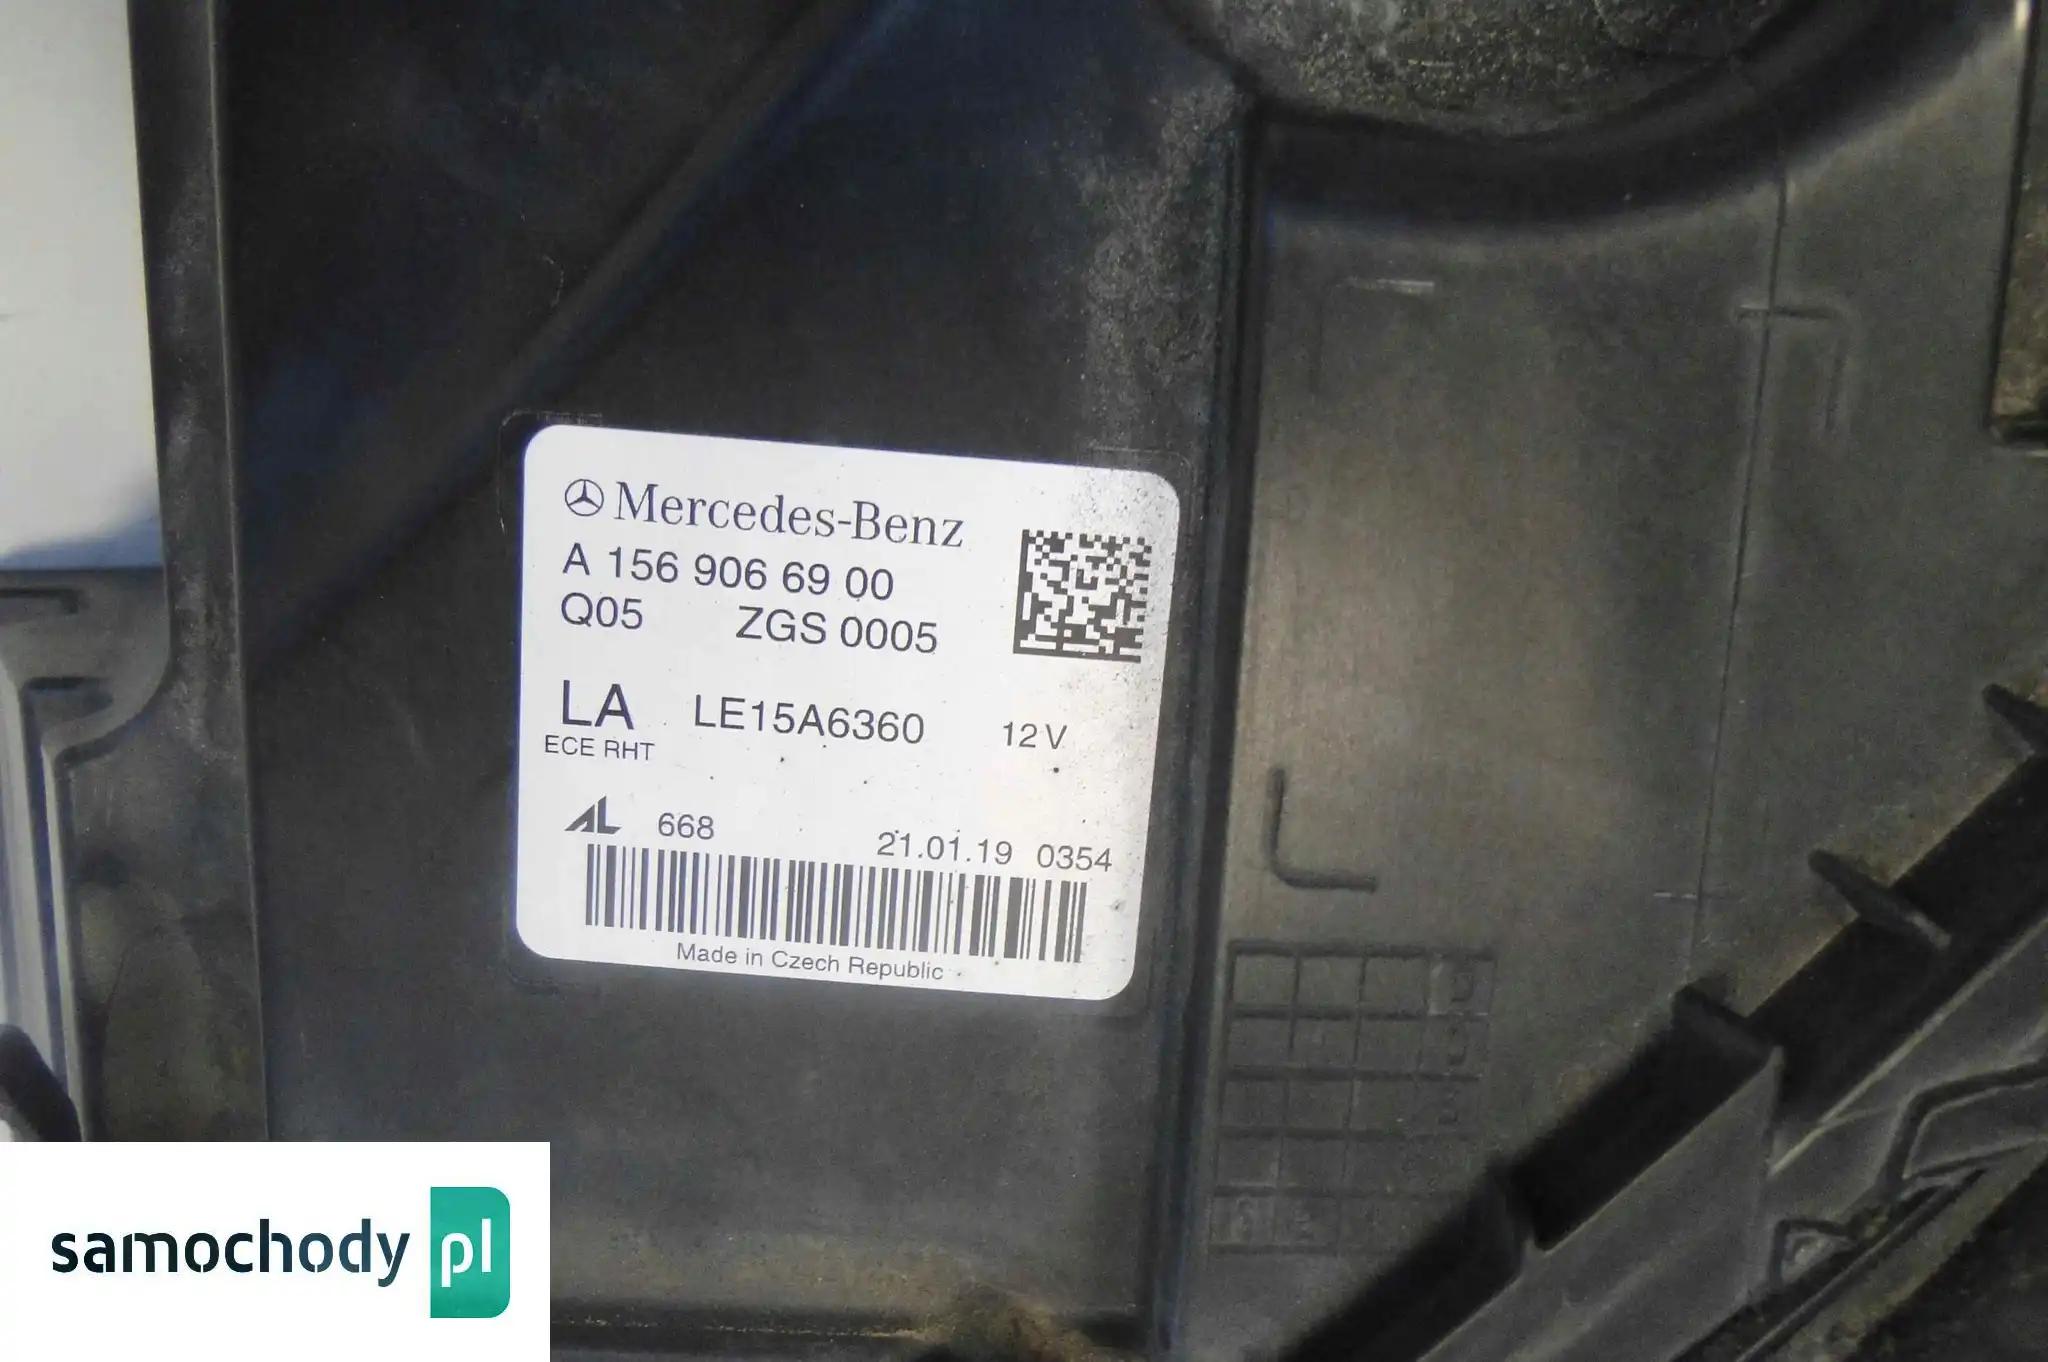 Mercedes-Benz
A 156 906 69 00
Q05 ZGS 0005
LA LE15A6360 12 V
ECE RHT
AL 668 21.01.19 0354
Made in Czech Republic
samochody pl